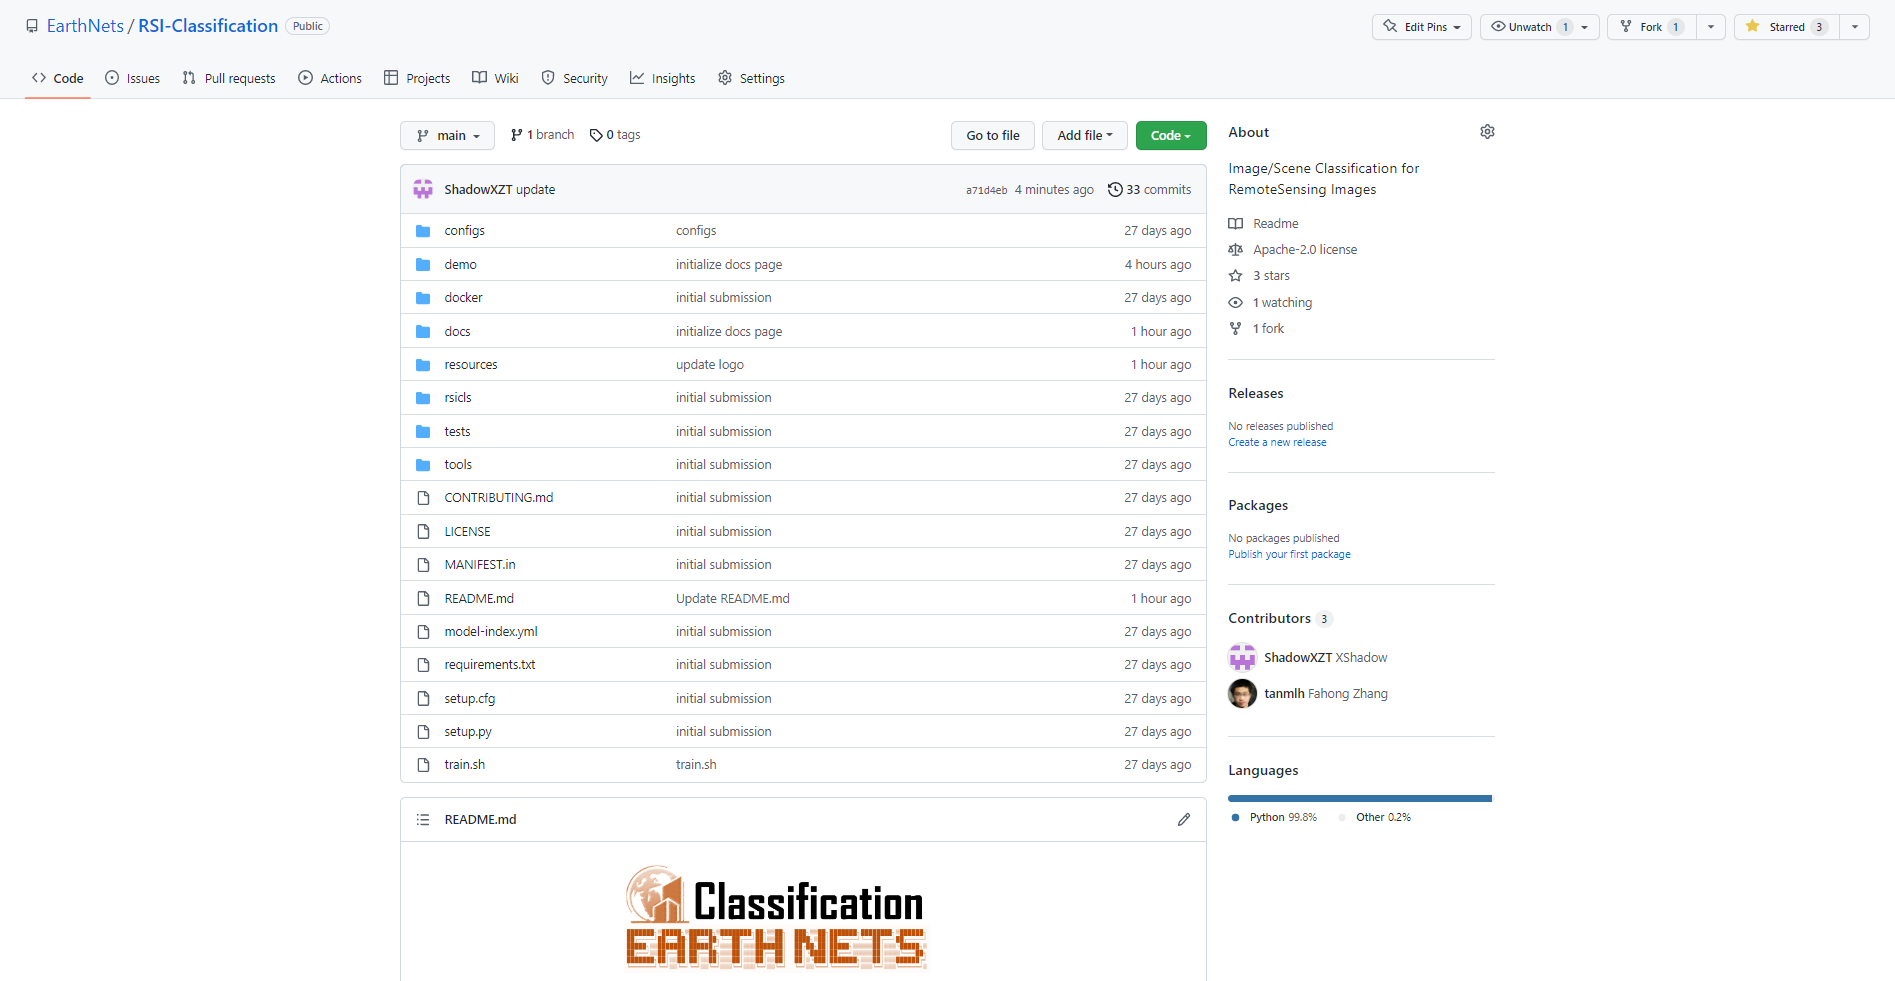 EarthNets / RSI-Classification Public
Edit Pins Unwatch 1 Fork 1 Starred 3
Code Issues Pull requests Actions Projects Wiki Security Insights Settings
main 1 branch 0 tags Go to file Add file Code
ShadowXZT update a71d4eb 4 minutes ago 33 commits
configs configs 27 days ago
demo initialize docs page 4 hours ago
docker initial submission 27 days ago
docs initialize docs page 1 hour ago
resources update logo 1 hour ago
rsicls initial submission 27 days ago
tests initial submission 27 days ago
tools initial submission 27 days ago
CONTRIBUTING.md initial submission 27 days ago
LICENSE initial submission 27 days ago
MANIFEST.in initial submission 27 days ago
README.md Update README.md 1 hour ago
model-index.yml initial submission 27 days ago
requirements.txt initial submission 27 days ago
setup.cfg initial submission 27 days ago
setup.py initial submission 27 days ago
train.sh train.sh 27 days ago
README.md
Classification
EARTH NETS
About
Image/Scene Classification for
RemoteSensing Images
Readme
Apache-2.0 license
3 stars
1 watching
1 fork
Releases
No releases published
Create a new release
Packages
No packages published
Publish your first package
Contributors 3
ShadowXZT XShadow
tanmlh Fahong Zhang
Languages
Python 99.8% Other 0.2%